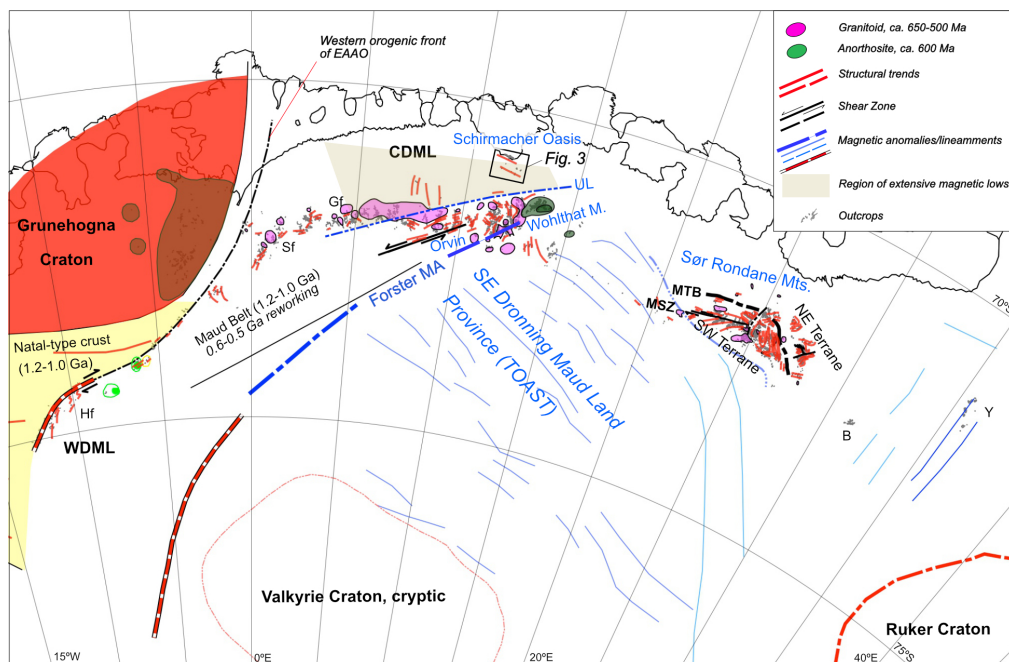 Western orogenic front
of EAAO
Granitoid, ca. 650-500 Ma
Anorthosite, ca. 600 Ma
Structural trends
Shear Zone
Magnetic anomalies/lineamments
Region of extensive magnetic lows
Outcrops
Schirmacher Oasis
CDML
Fig. 3
UL
Gf
Wohlthat M.
Grunehogna
Craton
Sf
Orvin
Forster MA
Sør Rondane Mts.
Maud Belt (1.2-1.0 Ga)
0.6-0.5 Ga reworking
SE Dronning Maud Land
Province (TOAST)
MTB
MSZ
NE Terrane
SW Terrane
70°S
Natal-type crust
(1.2-1.0 Ga)
Hf
WDML
B
Y
Valkyrie Craton, cryptic
Ruker Craton
15°W
0°E
20°E
40°E
75°S